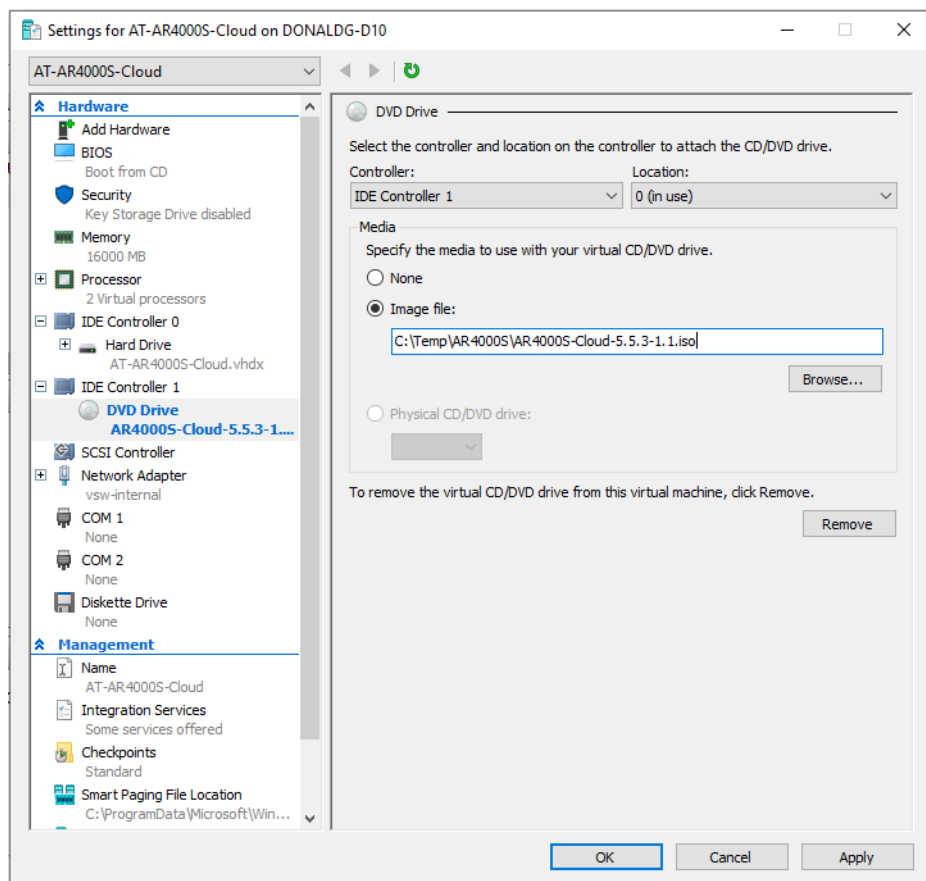 Settings for AT-AR4000S-Cloud on DONALDG-D10
AT-AR4000S-Cloud
Hardware
Add Hardware
BIOS
Boot from CD
Security
Key Storage Drive disabled
Memory
16000 MB
Processor
2 Virtual processors
IDE Controller 0
Hard Drive
AT-AR4000S-Cloud.vhdx
IDE Controller 1
DVD Drive
AR4000S-Cloud-5.5.3-1....
SCSI Controller
Network Adapter
vsw-internal
COM 1
None
COM 2
None
Diskette Drive
None
Management
Name
AT-AR4000S-Cloud
Integration Services
Some services offered
Checkpoints
Standard
Smart Paging File Location
C:\ProgramData\Microsoft\Win...
DVD Drive
Select the controller and location on the controller to attach the CD/DVD drive.
Controller: Location:
IDE Controller 1 0 (in use)
Media
Specify the media to use with your virtual CD/DVD drive.
None
Image file:
C:\Temp\AR4000S\AR4000S-Cloud-5.5.3-1.1.iso
Browse...
Physical CD/DVD drive:
To remove the virtual CD/DVD drive from this virtual machine, click Remove.
Remove
OK Cancel Apply